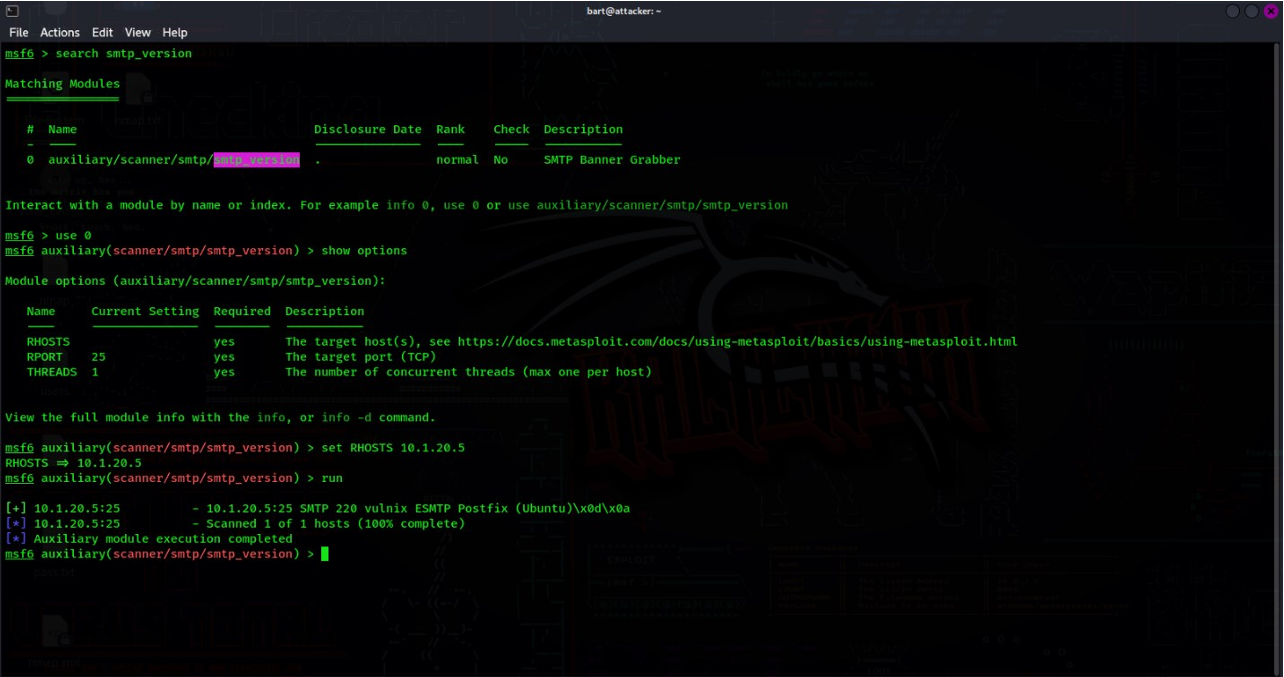 bart@attacker: ~
File Actions Edit View Help
msf6 > search smtp_version
Matching Modules
================
# Name Disclosure Date Rank Check Description
- ---- --------------- ---- ----- -----------
0 auxiliary/scanner/smtp/smtp_version . normal No SMTP Banner Grabber
Interact with a module by name or index. For example info 0, use 0 or use auxiliary/scanner/smtp/smtp_version
msf6 > use 0
msf6 auxiliary(scanner/smtp/smtp_version) > show options
Module options (auxiliary/scanner/smtp/smtp_version):
Name Current Setting Required Description
---- --------------- -------- -----------
RHOSTS yes The target host(s), see https://docs.metasploit.com/docs/using-metasploit/basics/using-metasploit.html
RPORT 25 yes The target port (TCP)
THREADS 1 yes The number of concurrent threads (max one per host)
View the full module info with the info, or info -d command.
msf6 auxiliary(scanner/smtp/smtp_version) > set RHOSTS 10.1.20.5
RHOSTS => 10.1.20.5
msf6 auxiliary(scanner/smtp/smtp_version) > run
[+] 10.1.20.5:25 - 10.1.20.5:25 SMTP 220 vulnix ESMTP Postfix (Ubuntu)\x0d\x0a
[*] 10.1.20.5:25 - Scanned 1 of 1 hosts (100% complete)
[*] Auxiliary module execution completed
msf6 auxiliary(scanner/smtp/smtp_version) >